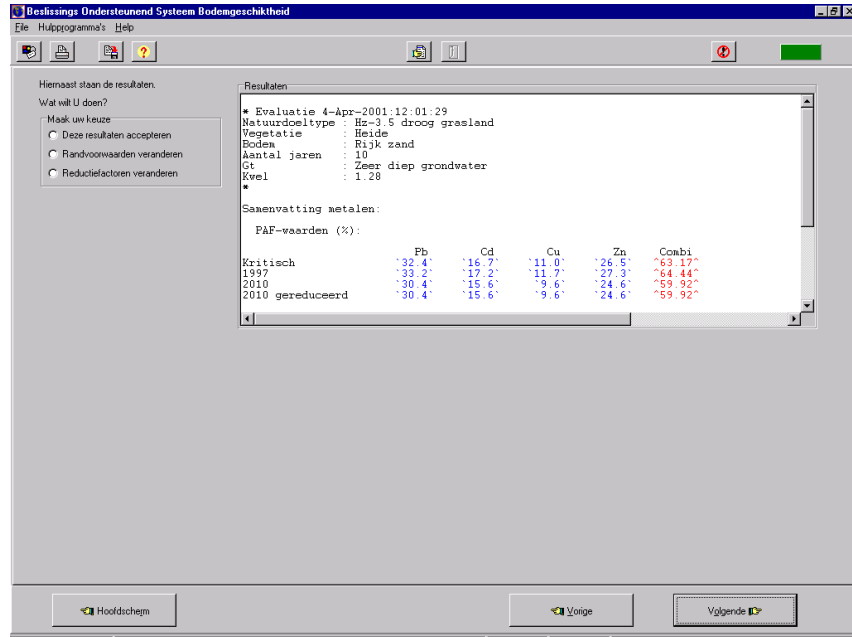 Beslissings Ondersteunend Systeem Bodemgeschiktheid
File Hulpprogramma's Help
Hiernaast staan de resultaten.
Wat wilt U doen?
Maak uw keuze
Deze resultaten accepteren
Randvoorwaarden veranderen
Reductiefactoren veranderen
Resultaten
* Evaluatie 4-Apr-2001:12:01:29
Natuurdoeltype : Hz-3.5 droog grasland
Vegetatie : Heide
Bodem : Rijk zand
Aantal jaren : 10
Gt : Zeer diep grondwater
Kwel : 1.28
*
Samenvatting metalen:
PAF-waarden (%):
Pb Cd Cu Zn Combi
Kritisch `32.4` `16.7` `11.0` `26.5` ^63.17^
1997 `33.2` `17.2` `11.7` `27.3` ^64.44^
2010 `30.4` `15.6` `9.6` `24.6` ^59.92^
2010 gereduceerd `30.4` `15.6` `9.6` `24.6` ^59.92^
Hoofdscherm
Vorige
Volgende